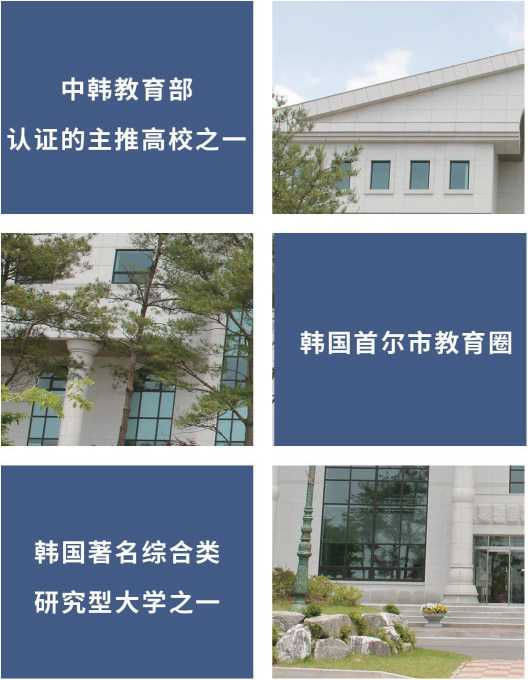 中韩教育部
认证的主推高校之一
韩国首尔市教育圈
韩国著名综合类
研究型大学之一